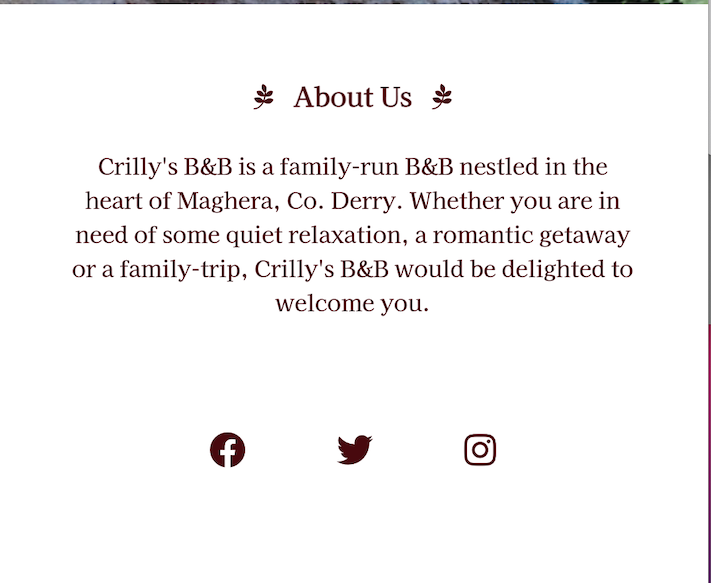 About Us
Crilly's B&B is a family-run B&B nestled in the
heart of Maghera, Co. Derry. Whether you are in
need of some quiet relaxation, a romantic getaway
or a family-trip, Crilly's B&B would be delighted to
welcome you.